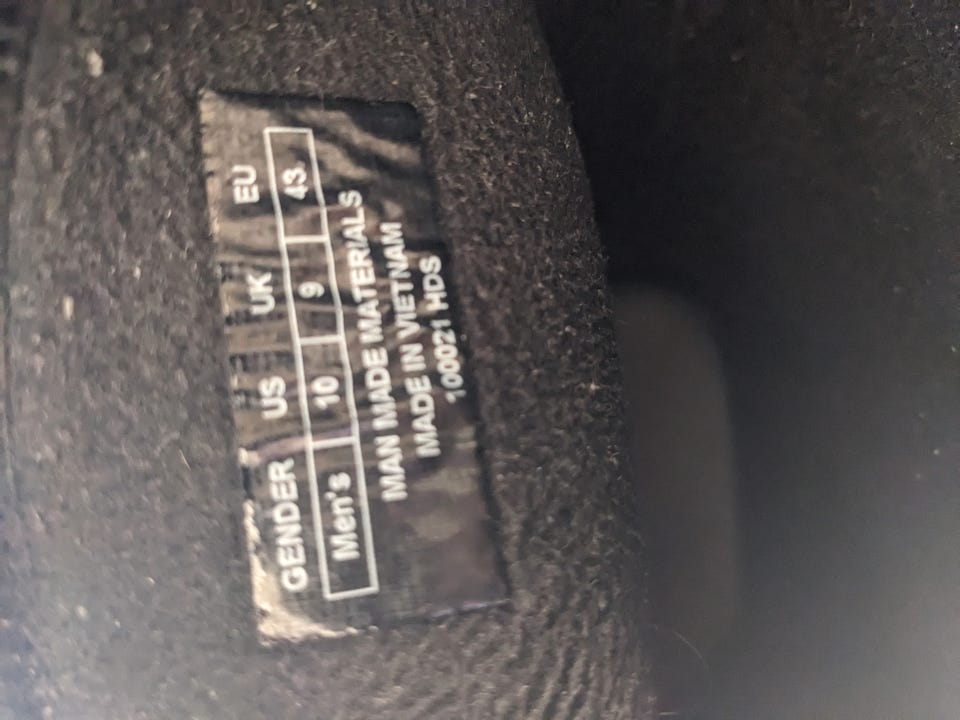 GENDER US UK EU
Men's 10 9 43.
MAN MADE MATERIALS
MADE IN VIETNAM
100021 HDS